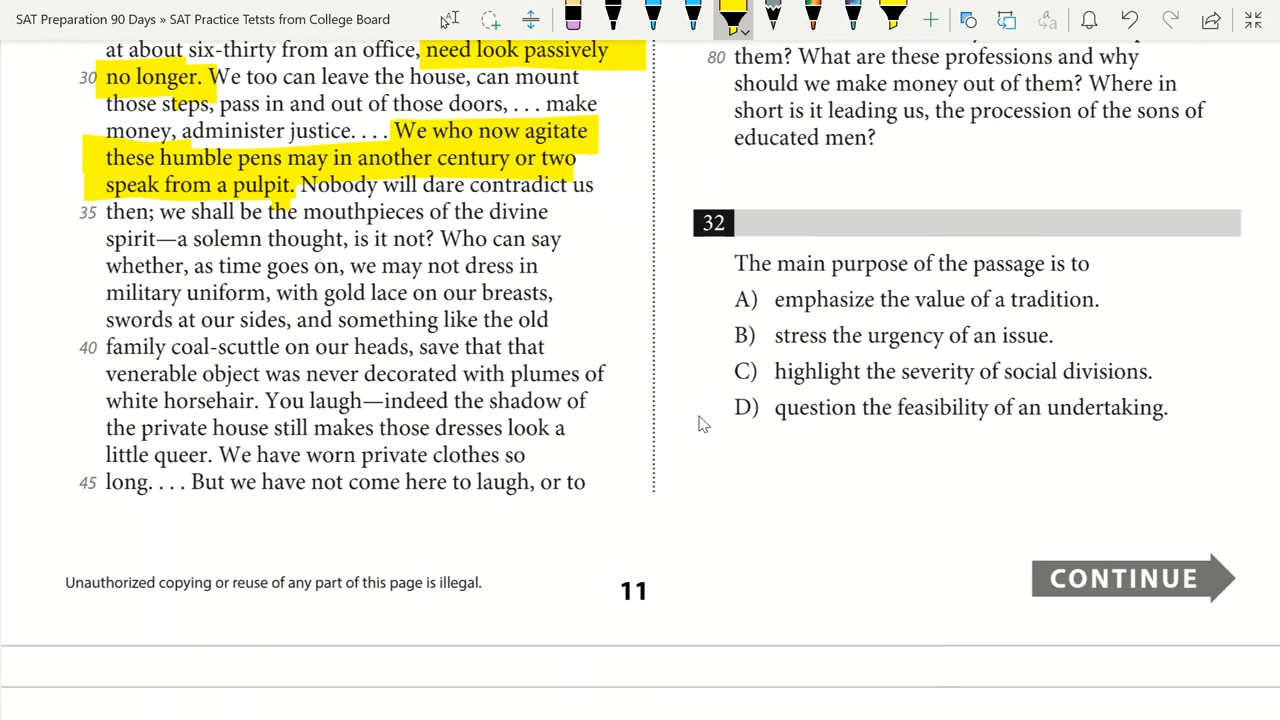 SAT Preparation 90 Days » SAT Practice Tetsts from College Board
at about six-thirty from an office, need look passively
30 no longer. We too can leave the house, can mount
those steps, pass in and out of those doors, . . . make
money, administer justice. . . . We who now agitate
these humble pens may in another century or two
speak from a pulpit. Nobody will dare contradict us
35 then; we shall be the mouthpieces of the divine
spirit—a solemn thought, is it not? Who can say
whether, as time goes on, we may not dress in
military uniform, with gold lace on our breasts,
swords at our sides, and something like the old
40 family coal-scuttle on our heads, save that that
venerable object was never decorated with plumes of
white horsehair. You laugh—indeed the shadow of
the private house still makes those dresses look a
little queer. We have worn private clothes so
45 long. . . . But we have not come here to laugh, or to
80 them? What are these professions and why
should we make money out of them? Where in
short is it leading us, the procession of the sons of
educated men?
32
The main purpose of the passage is to
A) emphasize the value of a tradition.
B) stress the urgency of an issue.
C) highlight the severity of social divisions.
D) question the feasibility of an undertaking.
Unauthorized copying or reuse of any part of this page is illegal.
11
CONTINUE